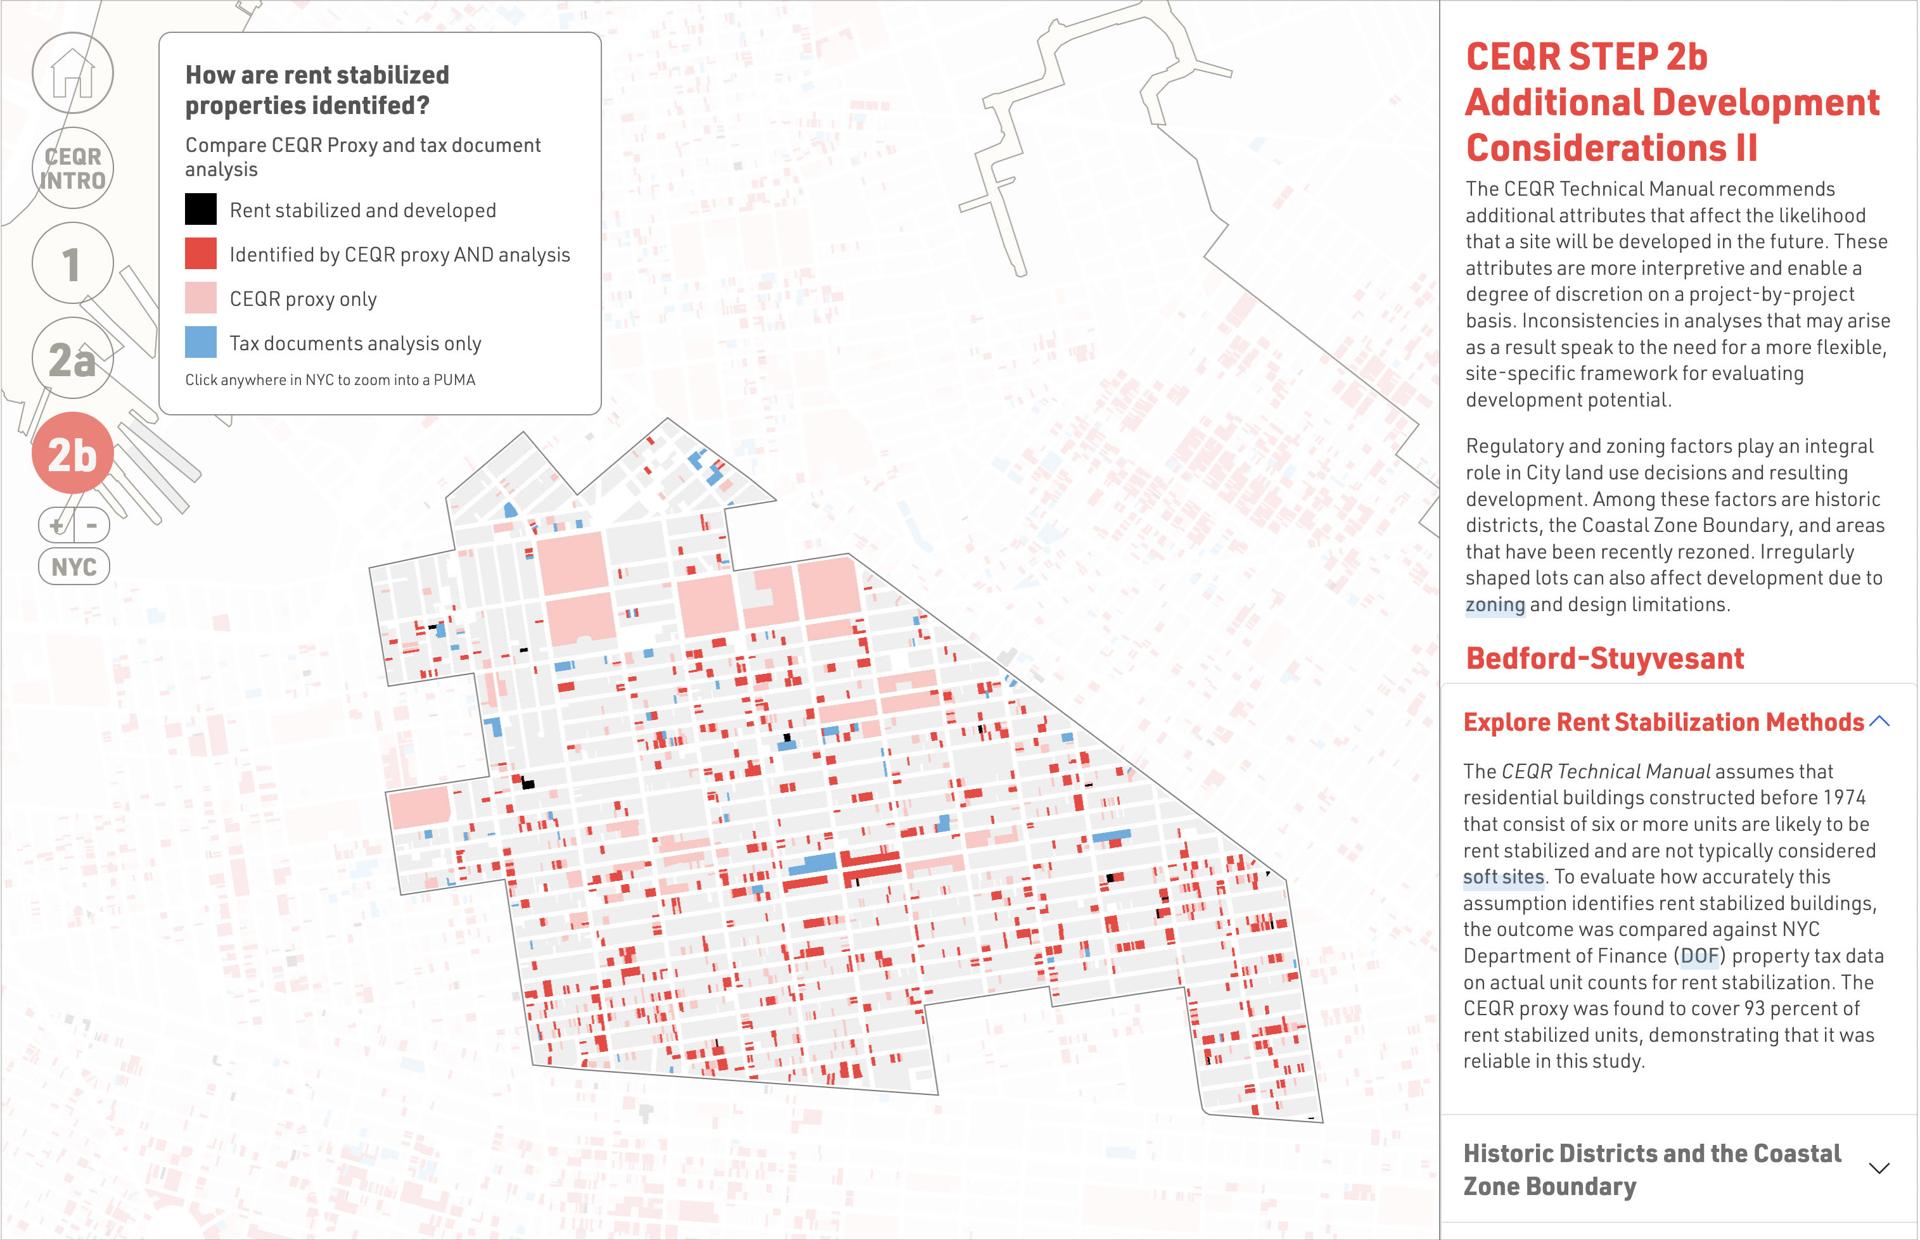 CEQR
INTRO
1
2a
2b
+ -
NYC
How are rent stabilized
properties identifed?
Compare CEQR Proxy and tax document
analysis
Rent stabilized and developed
Identified by CEQR proxy AND analysis
CEQR proxy only
Tax documents analysis only
Click anywhere in NYC to zoom into a PUMA
CEQR STEP 2b
Additional Development
Considerations II
The CEQR Technical Manual recommends
additional attributes that affect the likelihood
that a site will be developed in the future. These
attributes are more interpretive and enable a
degree of discretion on a project-by-project
basis. Inconsistencies in analyses that may arise
as a result speak to the need for a more flexible,
site-specific framework for evaluating
development potential.
Regulatory and zoning factors play an integral
role in City land use decisions and resulting
development. Among these factors are historic
districts, the Coastal Zone Boundary, and areas
that have been recently rezoned. Irregularly
shaped lots can also affect development due to
zoning and design limitations.
Bedford-Stuyvesant
Explore Rent Stabilization Methods
The CEQR Technical Manual assumes that
residential buildings constructed before 1974
that consist of six or more units are likely to be
rent stabilized and are not typically considered
soft sites. To evaluate how accurately this
assumption identifies rent stabilized buildings,
the outcome was compared against NYC
Department of Finance (DOF) property tax data
on actual unit counts for rent stabilization. The
CEQR proxy was found to cover 93 percent of
rent stabilized units, demonstrating that it was
reliable in this study.
Historic Districts and the Coastal
Zone Boundary